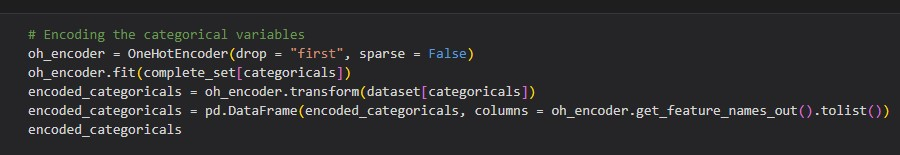 # Encoding the categorical variables
oh_encoder = OneHotEncoder(drop = "first", sparse = False)
oh_encoder.fit(complete_set[categoricals])
encoded_categoricals = oh_encoder.transform(dataset[categoricals])
encoded_categoricals = pd.DataFrame(encoded_categoricals, columns = oh_encoder.get_feature_names_out().tolist())
encoded_categoricals